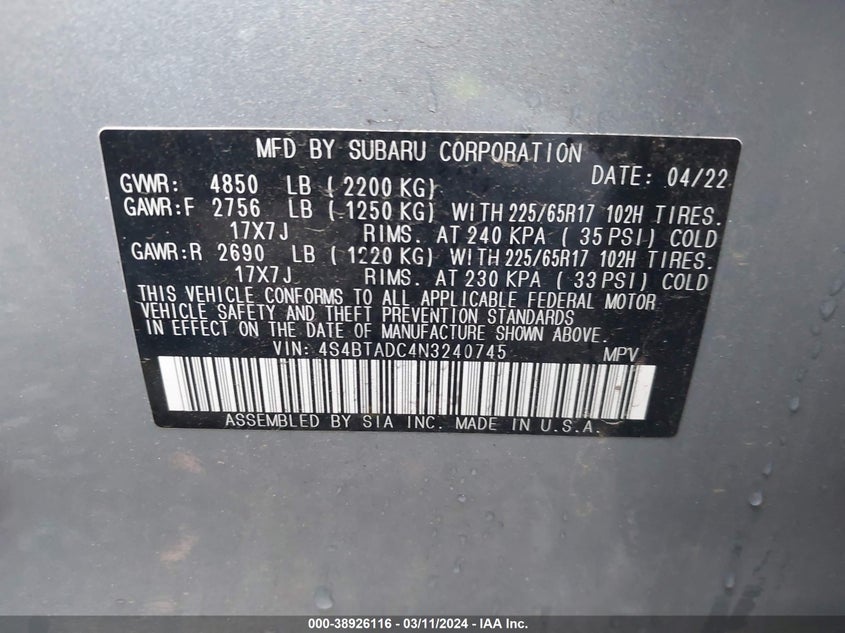 MFD BY SUBARU CORPORATION
DATE: 04/22
GVWR: 4850 LB ( 2200 KG)
GAWR:F 2756 LB ( 1250 KG) WITH 225/65R17 102H TIRES.
17X7J RIMS. AT 240 KPA ( 35 PSI) COLD
GAWR:R 2690 LB ( 1220 KG) WITH 225/65R17 102H TIRES.
17X7J RIMS. AT 230 KPA ( 33 PSI) COLD
THIS VEHICLE CONFORMS TO ALL APPLICABLE FEDERAL MOTOR
VEHICLE SAFETY AND THEFT PREVENTION STANDARDS
IN EFFECT ON THE DATE OF MANUFACTURE SHOWN ABOVE.
VIN: 4S4BTADC4N3240745 MPV
ASSEMBLED BY SIA INC. MADE IN U.S.A.
000-38926116 - 03/11/2024 - IAA Inc.